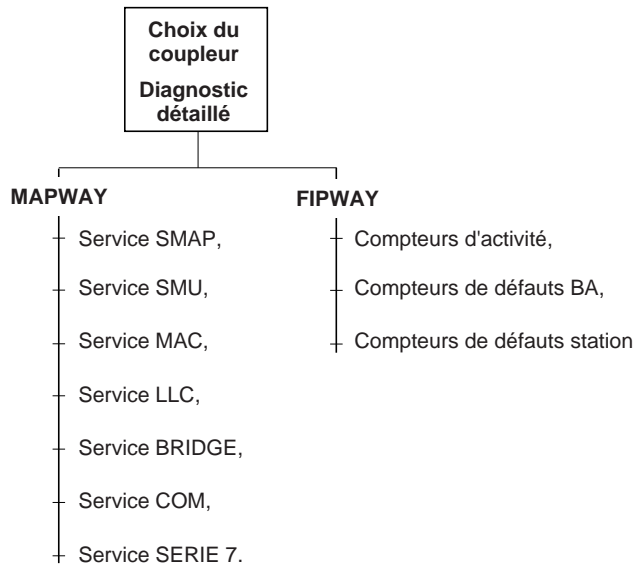 Choix du
coupleur
Diagnostic
détaillé
MAPWAY
Service SMAP,
Service SMU,
Service MAC,
Service LLC,
Service BRIDGE,
Service COM,
Service SERIE 7.
FIPWAY
Compteurs d'activité,
Compteurs de défauts BA,
Compteurs de défauts station